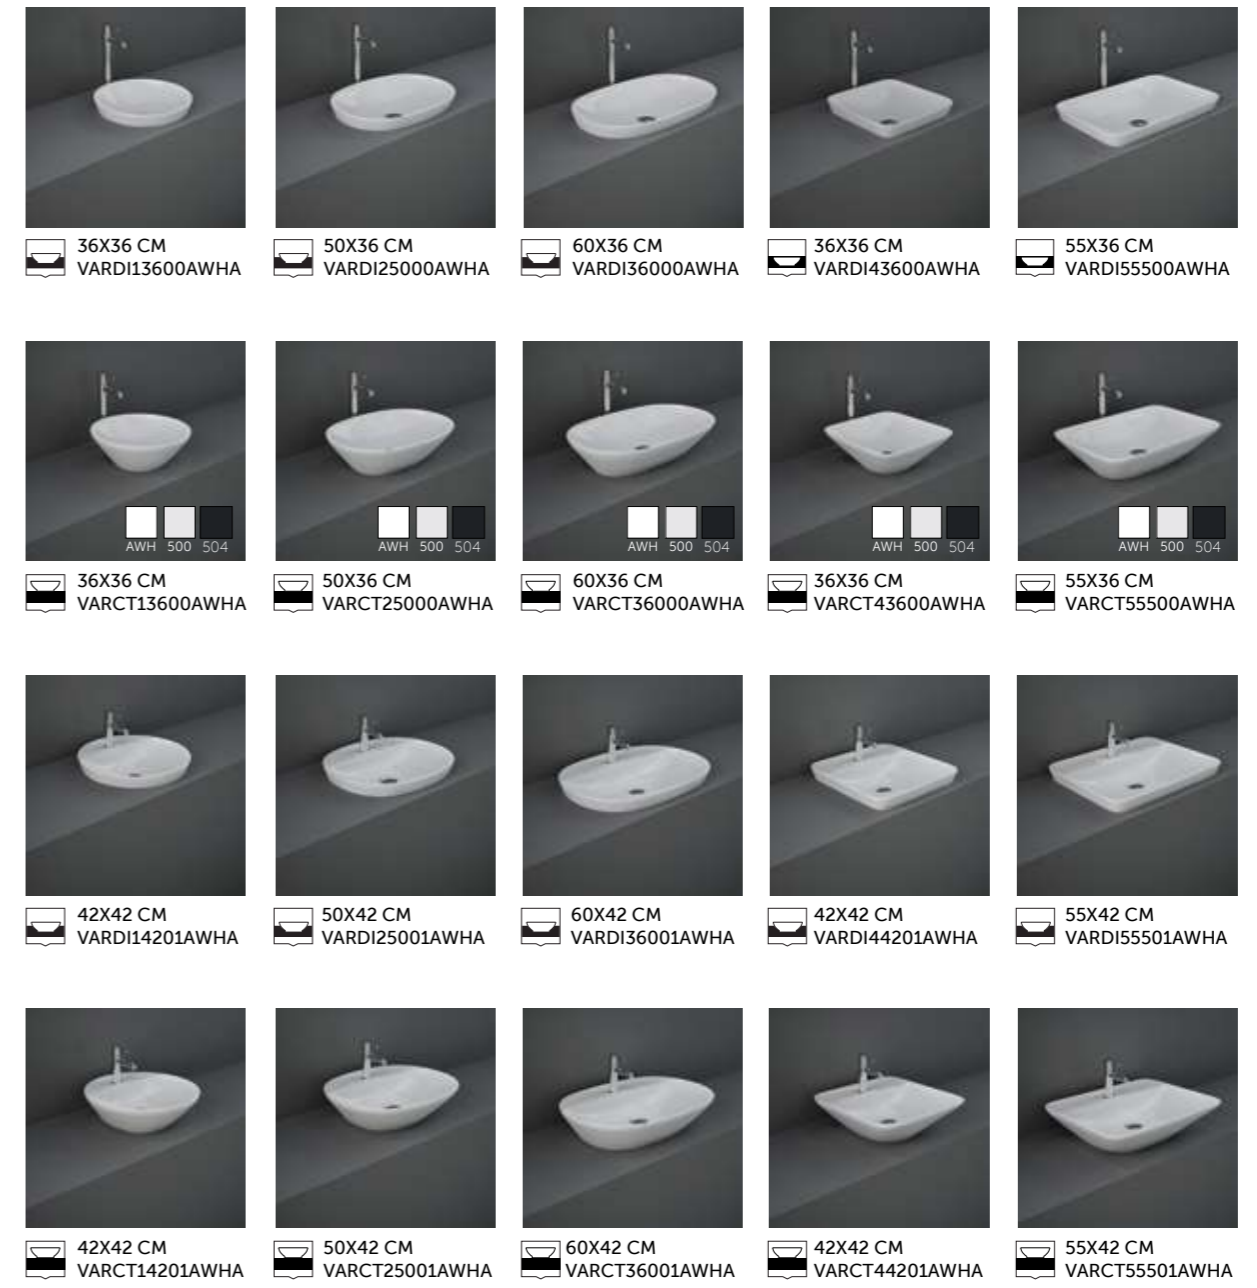 36X36 CM
VARDI13600AWHA
50X36 CM
VARDI25000AWHA
60X36 CM
VARDI36000AWHA
36X36 CM
VARDI43600AWHA
55X36 CM
VARDI55500AWHA
AWH 500 504
AWH 500 504
AWH 500 504
AWH 500 504
AWH 500 504
36X36 CM
VARCT13600AWHA
50X36 CM
VARCT25000AWHA
60X36 CM
VARCT36000AWHA
36X36 CM
VARCT43600AWHA
55X36 CM
VARCT55500AWHA
42X42 CM
VARDI14201AWHA
50X42 CM
VARDI25001AWHA
60X42 CM
VARDI36001AWHA
42X42 CM
VARDI44201AWHA
55X42 CM
VARDI55501AWHA
42X42 CM
VARCT14201AWHA
50X42 CM
VARCT25001AWHA
60X42 CM
VARCT36001AWHA
42X42 CM
VARCT44201AWHA
55X42 CM
VARCT55501AWHA